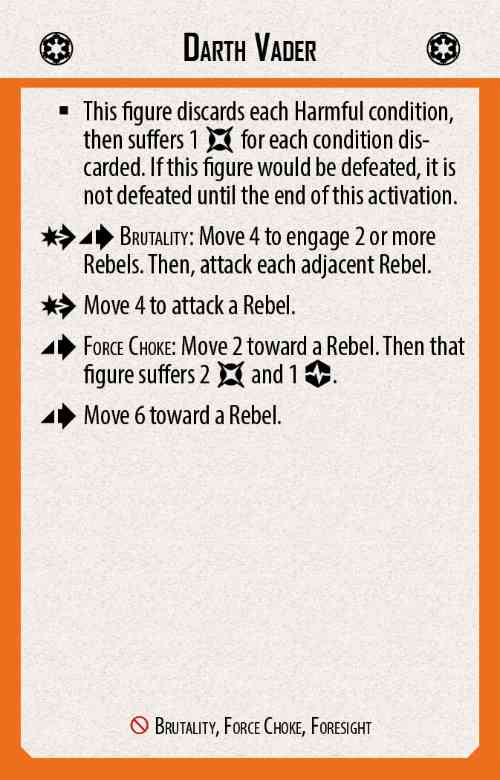 Darth Vader
▪ This figure discards each Harmful condition,
then suffers 1 for each condition dis-
carded. If this figure would be defeated, it is
not defeated until the end of this activation.
Brutality: Move 4 to engage 2 or more
Rebels. Then, attack each adjacent Rebel.
Move 4 to attack a Rebel.
Force Choke: Move 2 toward a Rebel. Then that
figure suffers 2 and 1 .
Move 6 toward a Rebel.
Brutality, Force Choke, Foresight